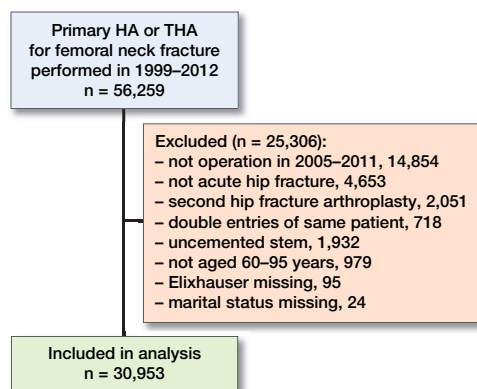 Primary HA or THA
for femoral neck fracture
performed in 1999–2012
n = 56,259
Excluded (n = 25,306):
– not operation in 2005–2011, 14,854
– not acute hip fracture, 4,653
– second hip fracture arthroplasty, 2,051
– double entries of same patient, 718
– uncemented stem, 1,932
– not aged 60–95 years, 979
– Elixhauser missing, 95
– marital status missing, 24
Included in analysis
n = 30,953